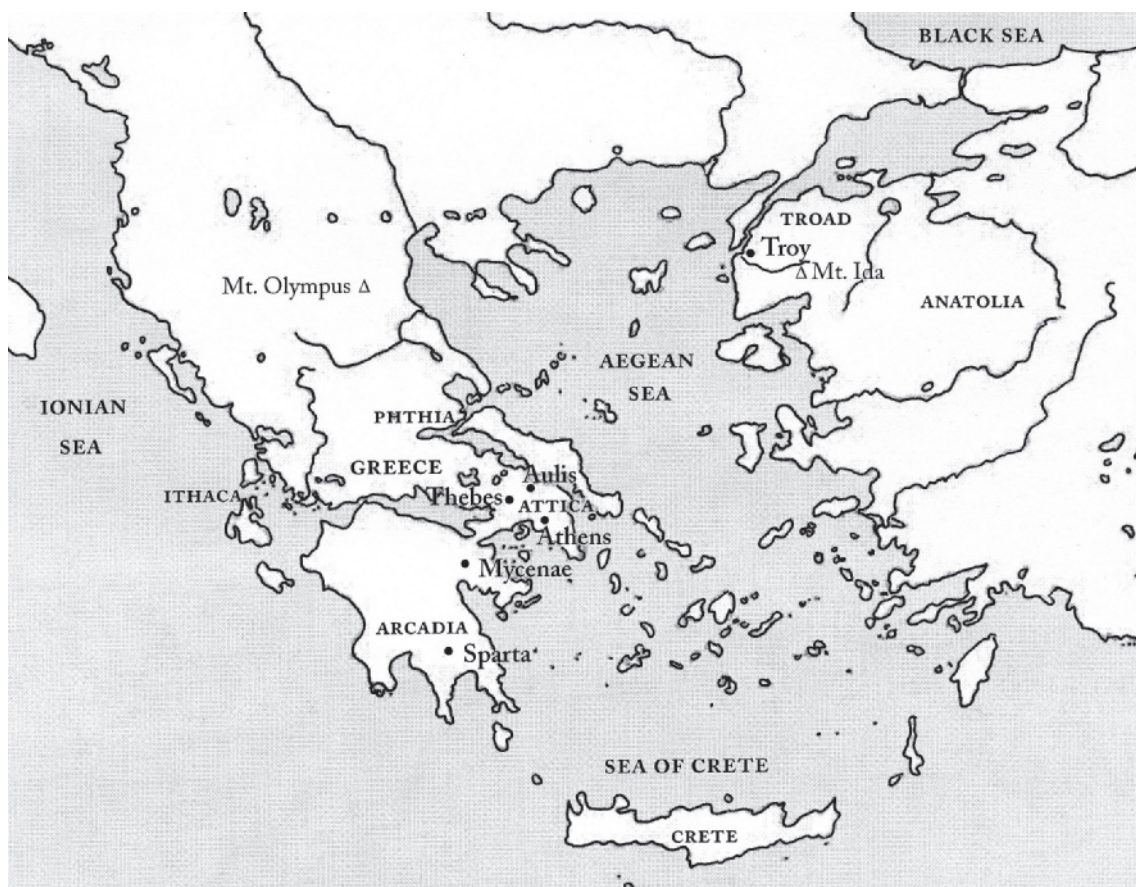 BLACK SEA
TROAD
Troy
Mt. Ida
Mt. Olympus
ANATOLIA
AEGEAN
SEA
IONIAN
SEA
PHTHIA
GREECE
Aulis
ITHACA
Thebes
ATTICA
Athens
Mycenae
ARCADIA
Sparta
SEA OF CRETE
CRETE